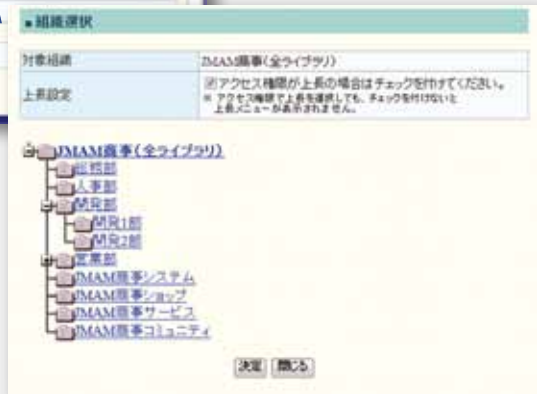 ■組織選択
対象組織 JMAM商事(全ライブラリ)
上長設定 アクセス権限が上長の場合はチェックを付けてください。
※ アクセス権限で上長を選択しても、チェックを付けないと
上長メニューが表示されません。
JMAM商事(全ライブラリ)
総務部
人事部
開発部
開発1部
開発2部
営業部
JMAM商事システム
JMAM商事ショップ
JMAM商事サービス
JMAM商事コミュニティ
決定 閉じる